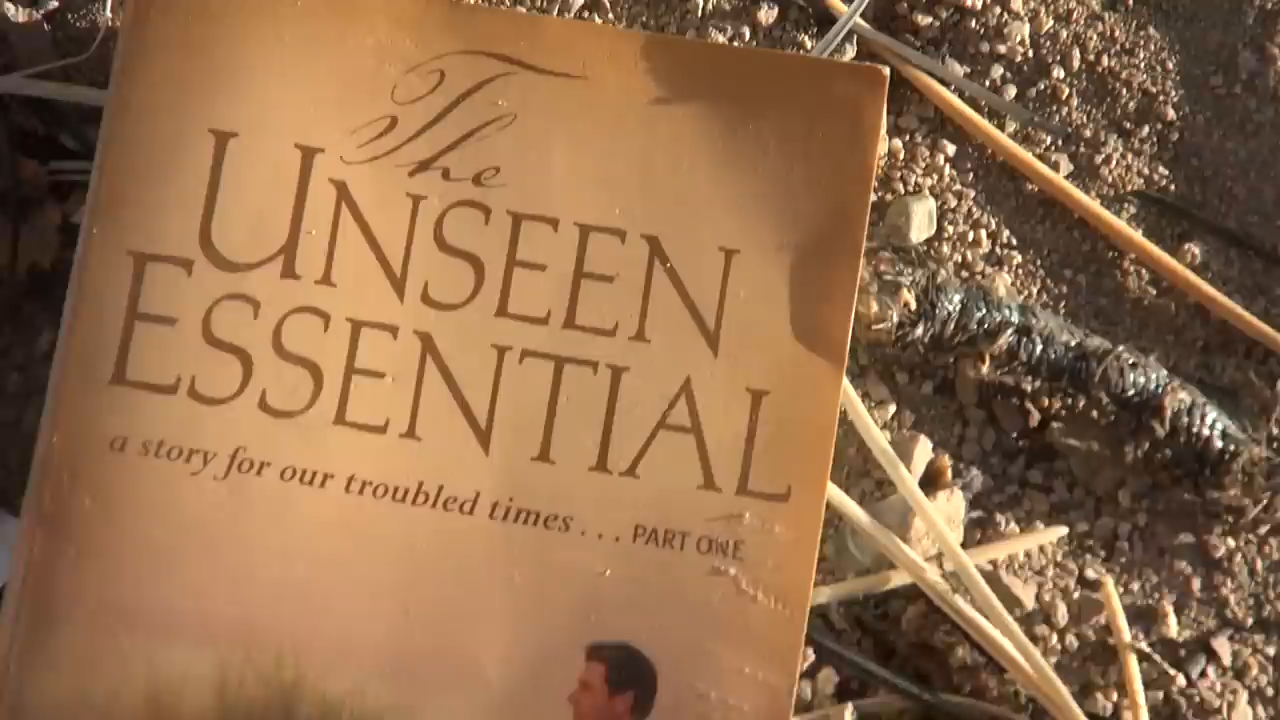 The
UNSEEN
ESSENTIAL
a story for our troubled times... PART ONE